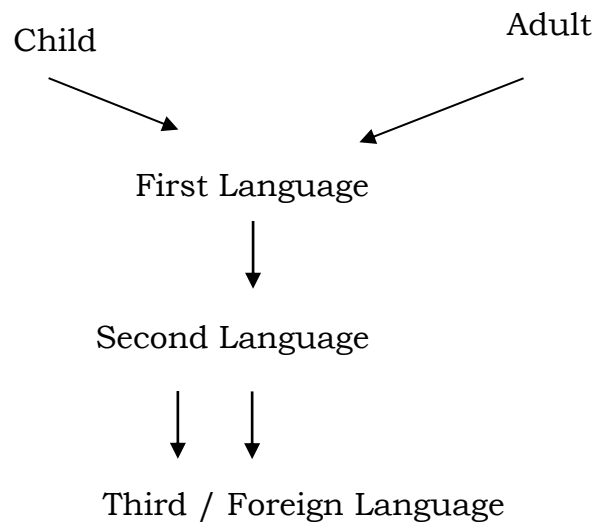 Child
Adult
First Language
Second Language
Third / Foreign Language